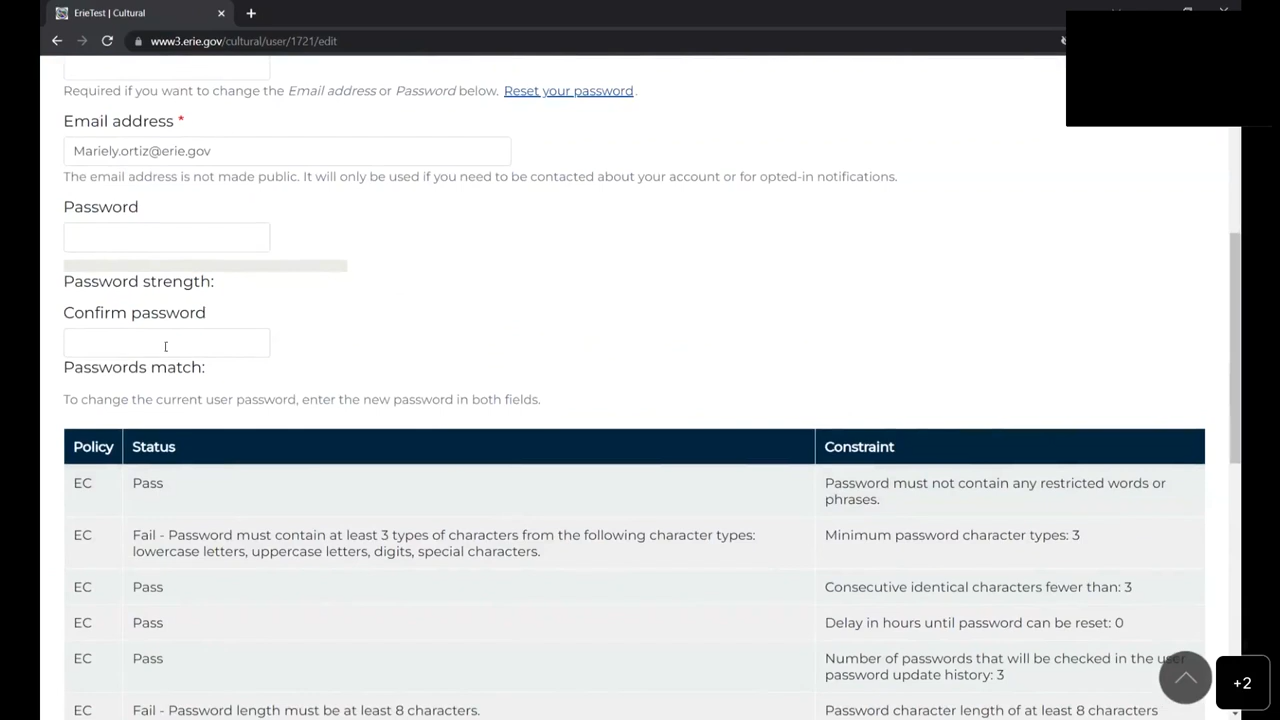 ErieTest | Cultural
www3.erie.gov/cultural/user/1721/edit
Required if you want to change the Email address or Password below. Reset your password.
Email address *
Mariely.ortiz@erie.gov
The email address is not made public. It will only be used if you need to be contacted about your account or for opted-in notifications.
Password
Password strength:
Confirm password
Passwords match:
To change the current user password, enter the new password in both fields.
Policy Status Constraint
EC Pass Password must not contain any restricted words or
phrases.
EC Fail - Password must contain at least 3 types of characters from the following character types: Minimum password character types: 3
lowercase letters, uppercase letters, digits, special characters.
EC Pass Consecutive identical characters fewer than: 3
EC Pass Delay in hours until password can be reset: 0
EC Pass Number of passwords that will be checked in the user
password update history: 3
+2
EC Fail - Password length must be at least 8 characters. Password character length of at least 8 characters